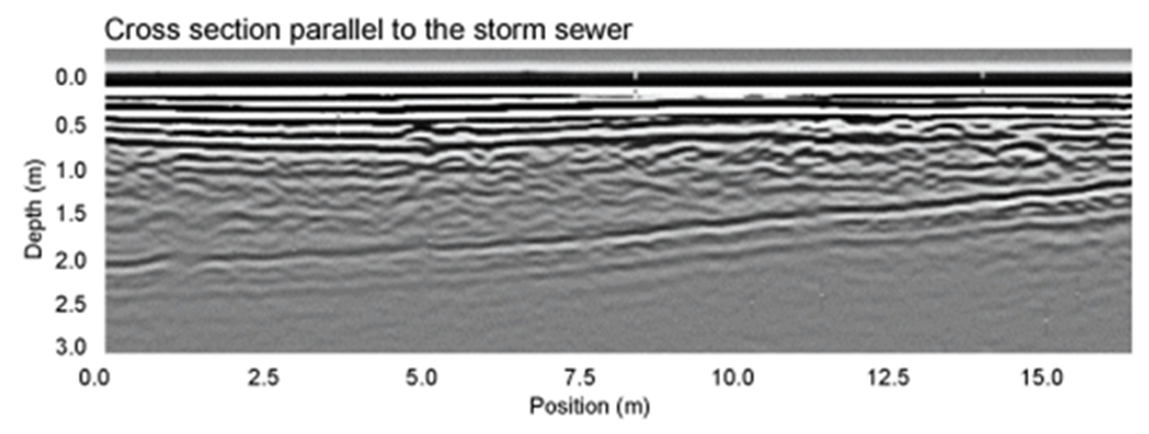 Cross section parallel to the storm sewer
0.0
0.5
1.0
1.5
2.0
2.5
3.0
Depth (m)
0.0 2.5 5.0 7.5 10.0 12.5 15.0
Position (m)